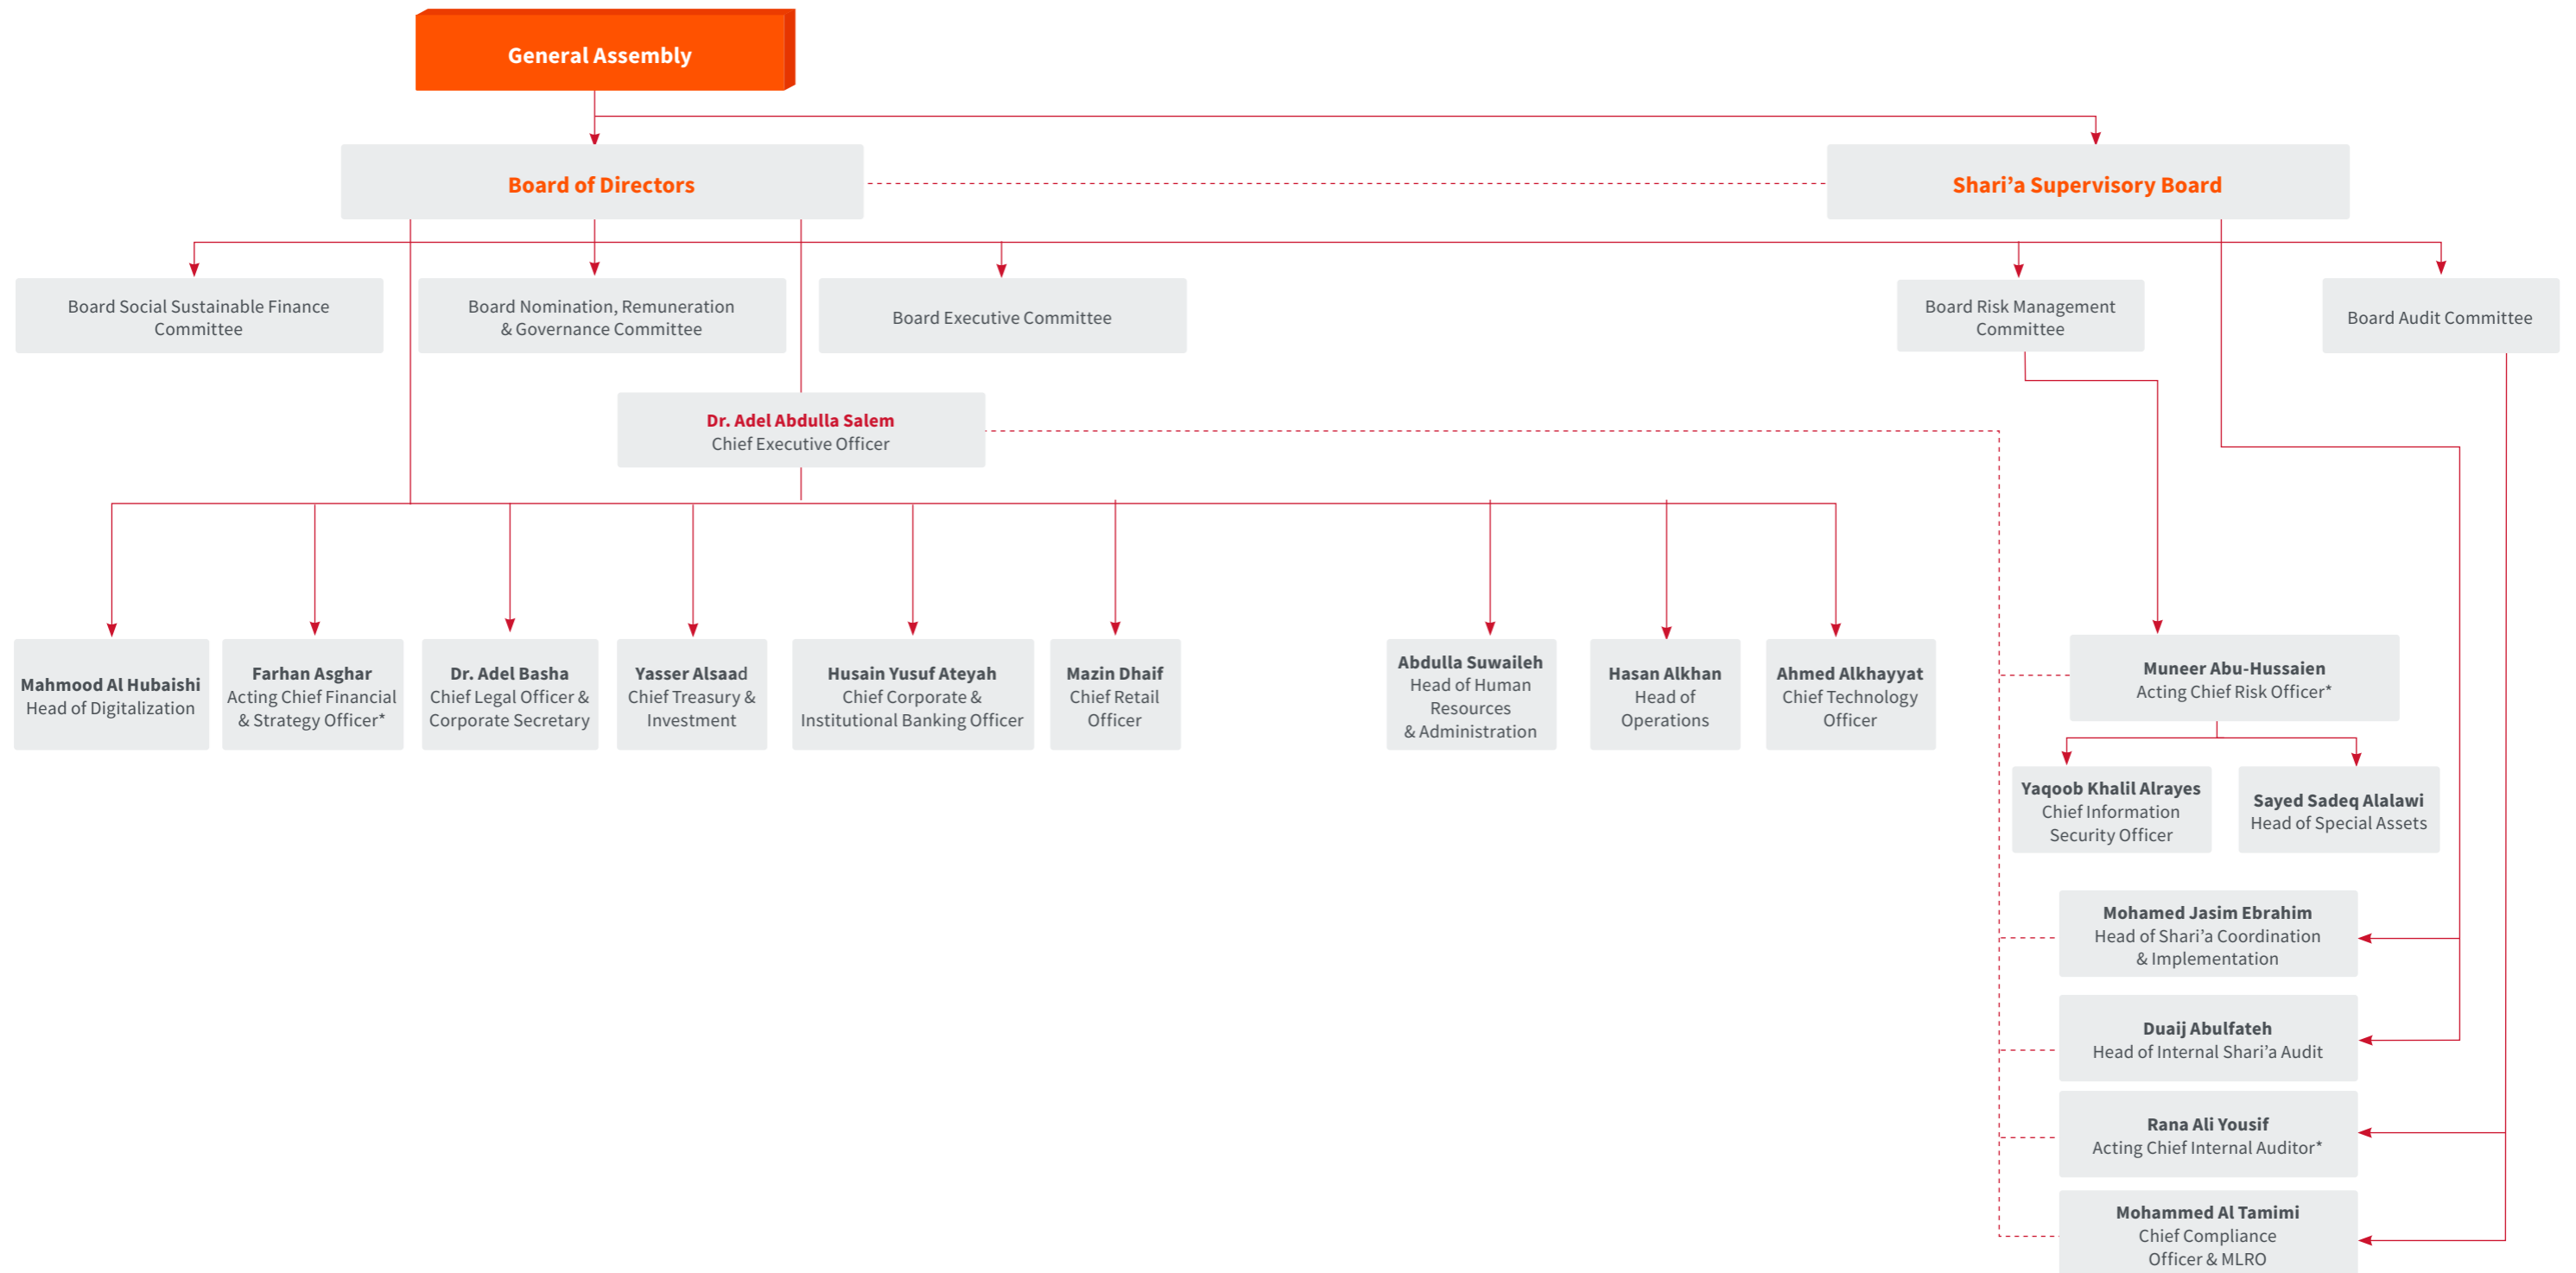 General Assembly
Board of Directors
Shari’a Supervisory Board
Board Social Sustainable Finance
Committee
Board Nomination, Remuneration
& Governance Committee
Board Executive Committee
Board Risk Management
Committee
Board Audit Committee
Dr. Adel Abdulla Salem
Chief Executive Officer
Mahmood Al Hubaishi
Head of Digitalization
Farhan Asghar
Acting Chief Financial
& Strategy Officer*
Dr. Adel Basha
Chief Legal Officer &
Corporate Secretary
Yasser Alsaad
Chief Treasury &
Investment
Husain Yusuf Ateyah
Chief Corporate &
Institutional Banking Officer
Mazin Dhaif
Chief Retail
Officer
Abdulla Suwaileh
Head of Human
Resources
& Administration
Hasan Alkhan
Head of
Operations
Ahmed Alkhayyat
Chief Technology
Officer
Muneer Abu-Hussaien
Acting Chief Risk Officer*
Yaqoob Khalil Alrayes
Chief Information
Security Officer
Sayed Sadeq Alalawi
Head of Special Assets
Mohamed Jasim Ebrahim
Head of Shari’a Coordination
& Implementation
Duaij Abulfateh
Head of Internal Shari’a Audit
Rana Ali Yousif
Acting Chief Internal Auditor*
Mohammed Al Tamimi
Chief Compliance
Officer & MLRO